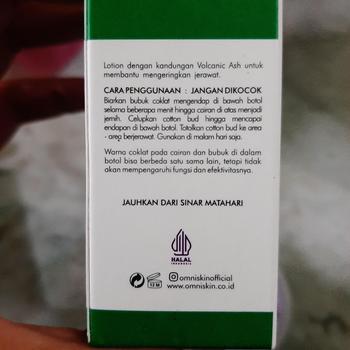 Lotion dengan kandungan Volcanic Ash untuk
membantu mengeringkan jerawat.
CARA PENGGUNAAN : JANGAN DIKOCOK
Biarkan bubuk coklat mengendap di bawah botol
selama beberapa menit hingga cairan di atas menjadi
jernih. Celupkan cotton bud hingga mencapai
endapan di bawah botol. Totolkan cotton bud ke area
- area berjerawat. Gunakan di malam hari saja.
Warna coklat pada cairan dan bubuk di dalam
botol bisa berbeda satu sama lain, tetapi tidak
akan mempengaruhi fungsi dan efektivitasnya.
JAUHKAN DARI SINAR MATAHARI
HALAL
INDONESIA
12 M
omniskinofficial
www.omniskin.co.id